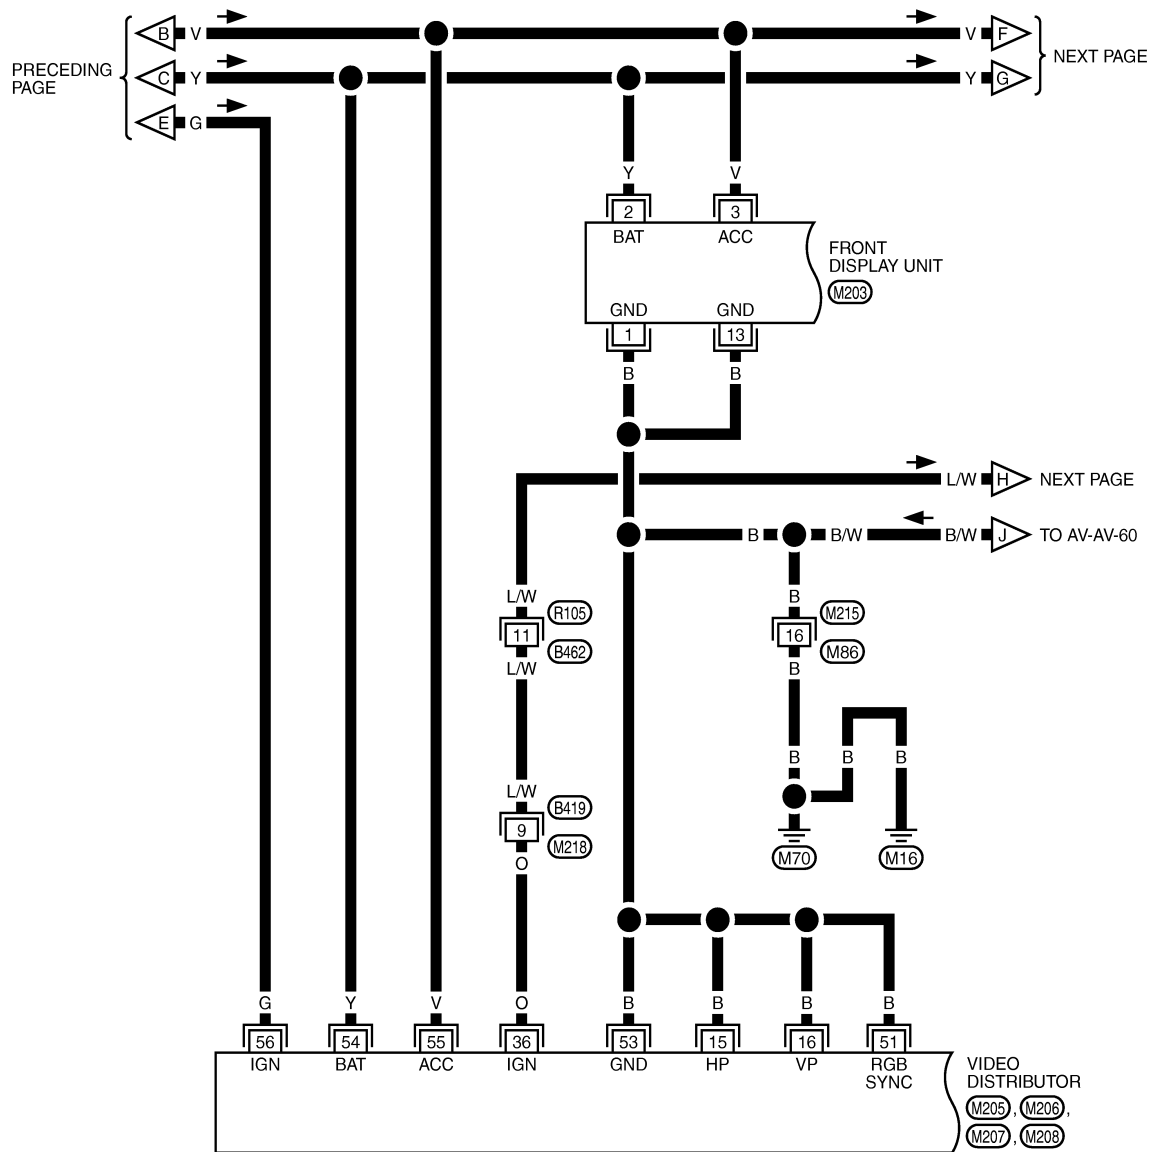 B V V F
PRECEDING
PAGE
C Y Y G
NEXT PAGE
E G
Y V
2 3
BAT ACC
FRONT
DISPLAY UNIT
M203
GND GND
1 13
B B
L/W H NEXT PAGE
B B/W B/W J TO AV-AV-60
L/W B
R105 M215
11 16
B462 M86
L/W B
B B B
L/W
B419
9
M218
O
M70 M16
G Y V O B B B B
56 54 55 36 53 15 16 51
IGN BAT ACC IGN GND HP VP RGB
SYNC
VIDEO
DISTRIBUTOR
M205 , M206 ,
M207 , M208